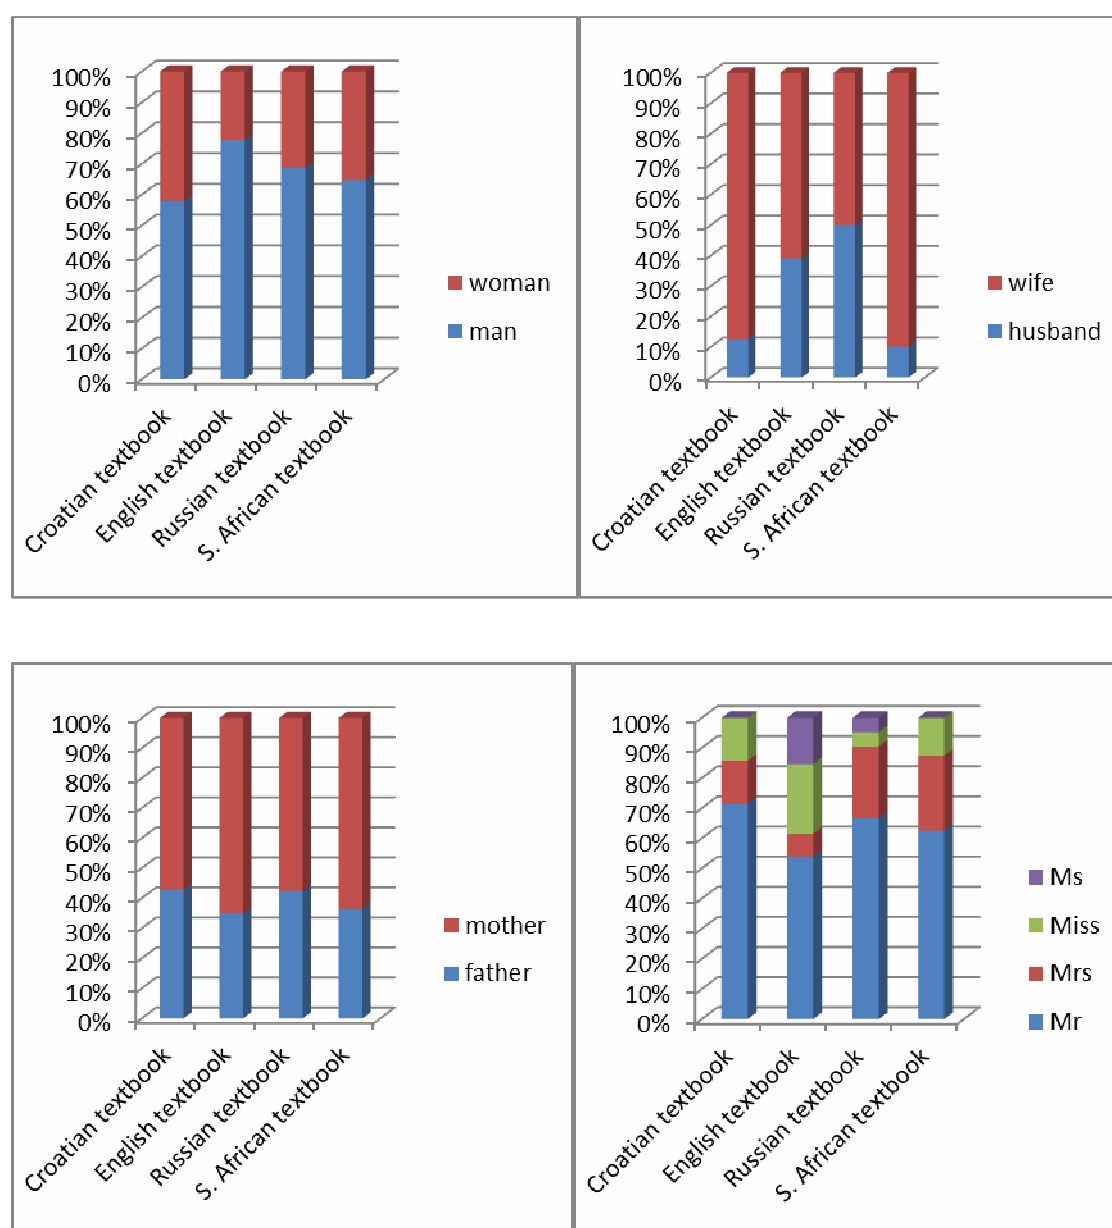 100%
90%
80%
70%
60%
50%
40%
30%
20%
10%
0%
woman
man
Croatian textbook
English textbook
Russian textbook
S. African textbook
100%
90%
80%
70%
60%
50%
40%
30%
20%
10%
0%
wife
husband
Croatian textbook
English textbook
Russian textbook
S. African textbook
100%
90%
80%
70%
60%
50%
40%
30%
20%
10%
0%
mother
father
Croatian textbook
English textbook
Russian textbook
S. African textbook
100%
90%
80%
70%
60%
50%
40%
30%
20%
10%
0%
Ms
Miss
Mrs
Mr
Croatian textbook
English textbook
Russian textbook
S. African textbook